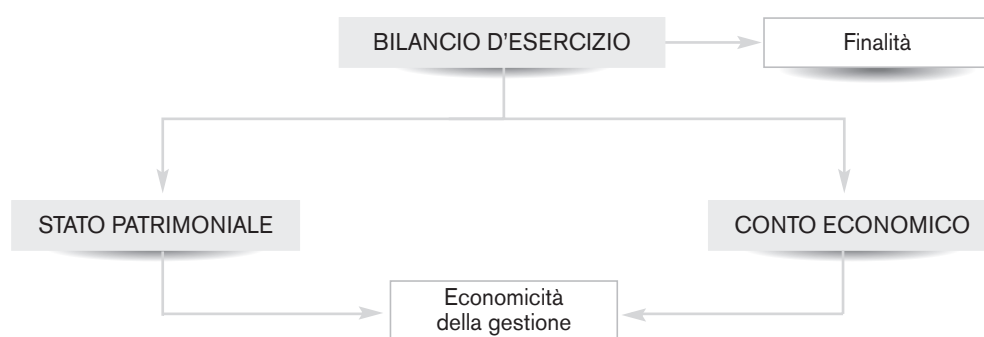 BILANCIO D'ESERCIZIO
Finalità
STATO PATRIMONIALE
CONTO ECONOMICO
Economicità
della gestione